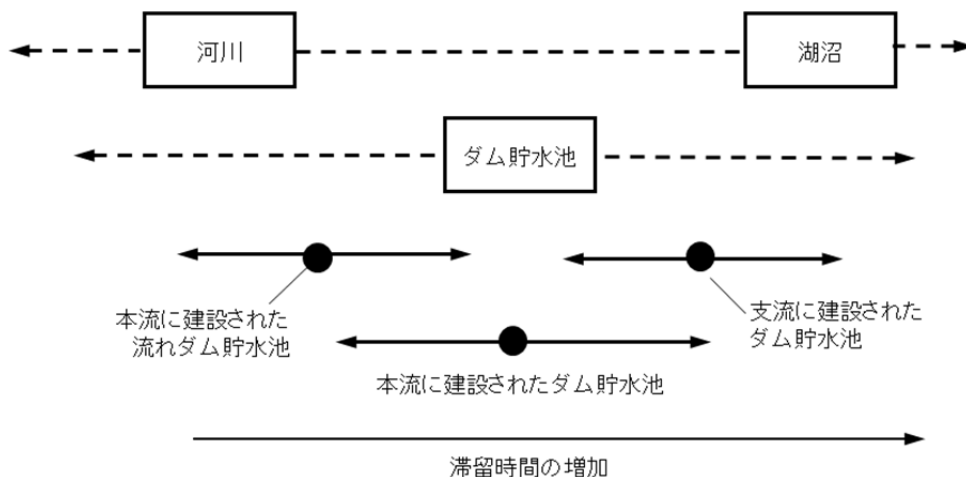 河川
湖沼
ダム貯水池
本流に建設された
流れダム貯水池
支流に建設された
ダム貯水池
本流に建設されたダム貯水池
滞留時間の増加